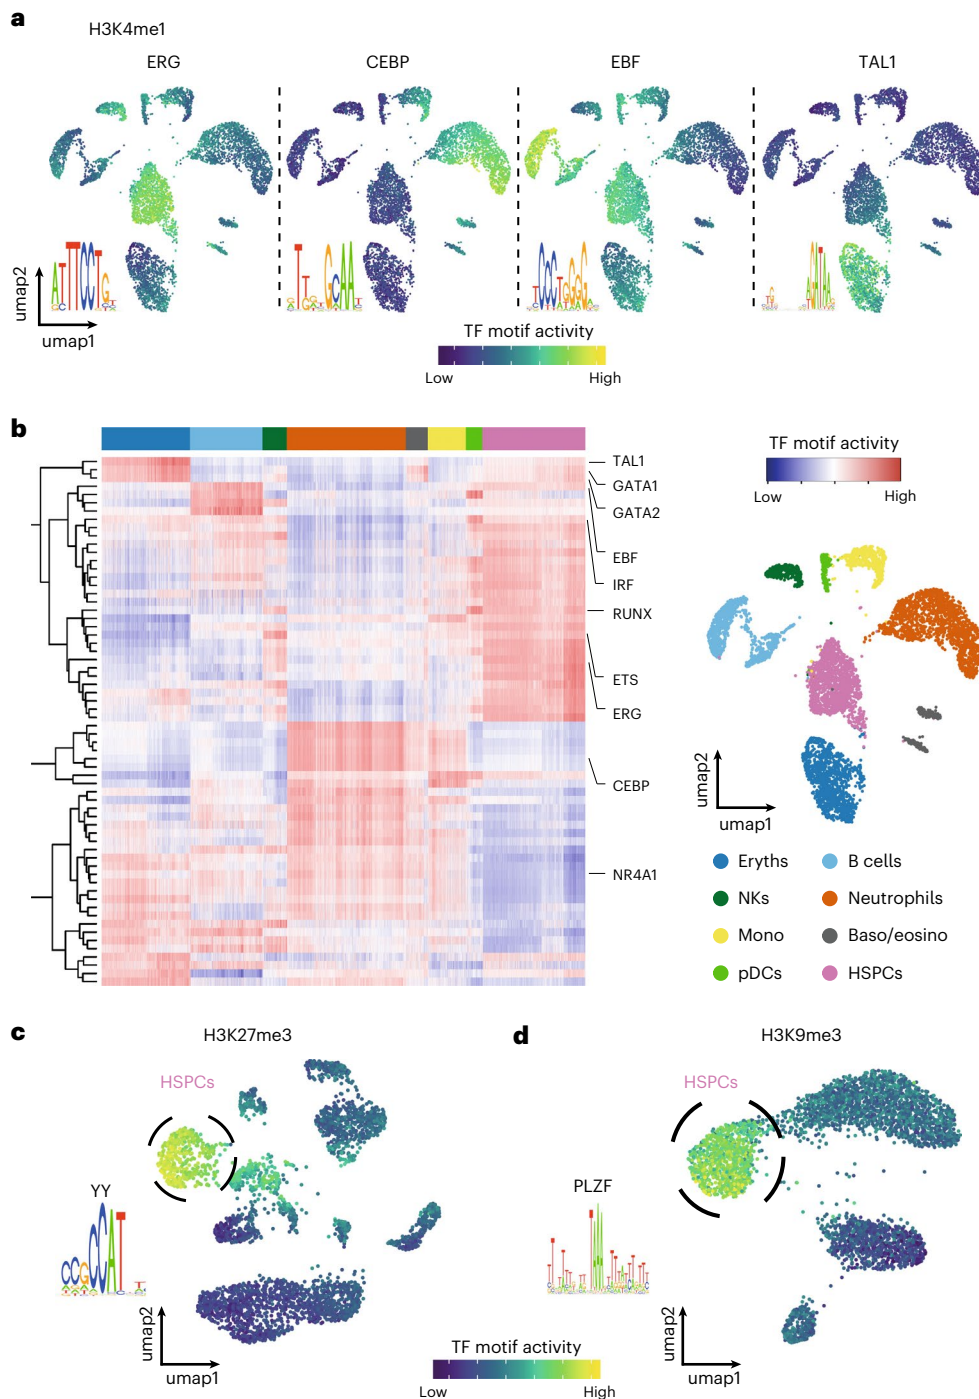 a
H3K4me1
ERG
CEBP
EBF
TAL1
umap2
umap1
TF motif activity
Low
High
b
TAL1
GATA1
GATA2
EBF
IRF
RUNX
ETS
ERG
CEBP
NR4A1
TF motif activity
Low
High
umap2
umap1
Eryths
B cells
NKs
Neutrophils
Mono
Baso/eosino
pDCs
HSPCs
c
H3K27me3
HSPCs
YY
umap2
umap1
d
H3K9me3
HSPCs
PLZF
umap2
umap1
TF motif activity
Low
High